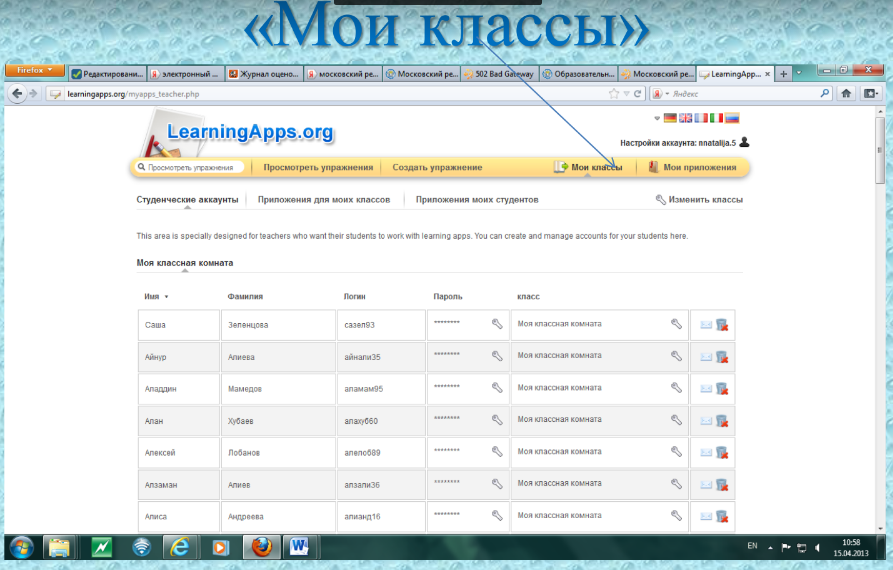 «Мои классы»
Firefox
Редактировани...
электронный ...
Журнал оцено...
московский ре...
Московский ре...
502 Bad Gateway
Образовательн...
Московский ре...
LearningApp...
learningapps.org/myapps_teacher.php
Яндекс
LearningApps.org
Настройки аккаунта: nnatalija.5
Просмотреть упражнения
Просмотреть упражнения
Создать упражнение
Мои классы
Мои приложения
Студенческие аккаунты
Приложения для моих классов
Приложения моих студентов
Изменить классы
This area is specially designed for teachers who want their students to work with learning apps. You can create and manage accounts for your students here.
Моя классная комната
Имя Фамилия Логин Пароль класс
Саша Зеленцова сазел93 ******** Моя классная комната
Айнур Алиева айнали35 ******** Моя классная комната
Аладдин Мамедов аламам95 ******** Моя классная комната
Алан Хубаев алахуб60 ******** Моя классная комната
Алексей Лобанов алелоб89 ******** Моя классная комната
Алзаман Алиев алзали36 ******** Моя классная комната
Алиса Андреева алианд16 ******** Моя классная комната
EN
10:58
15.04.2013